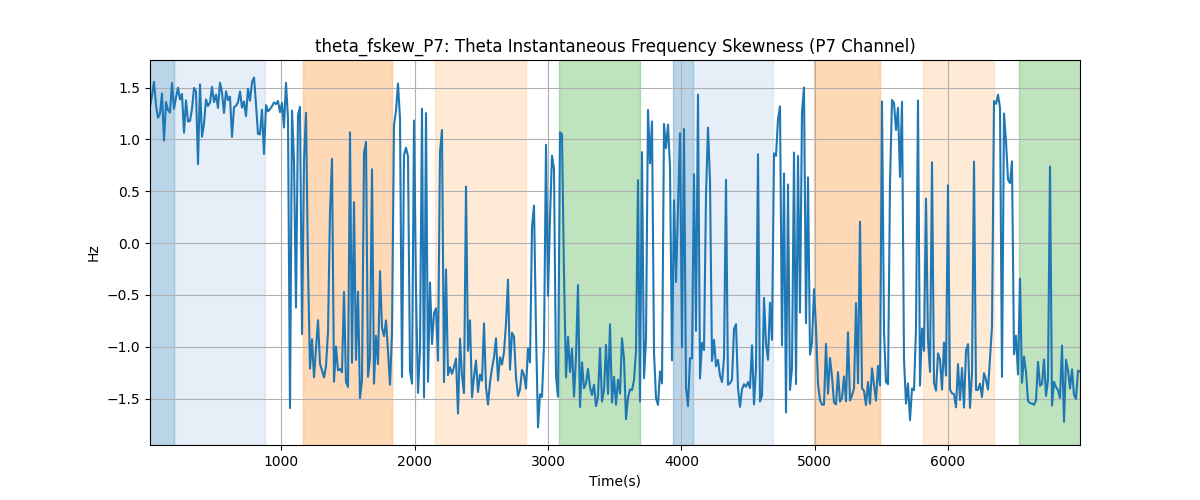 theta_fskew_P7: Theta Instantaneous Frequency Skewness (P7 Channel)
1.5
1.0
0.5
0.0
−0.5
−1.0
−1.5
Hz
1000 2000 3000 4000 5000 6000
Time(s)